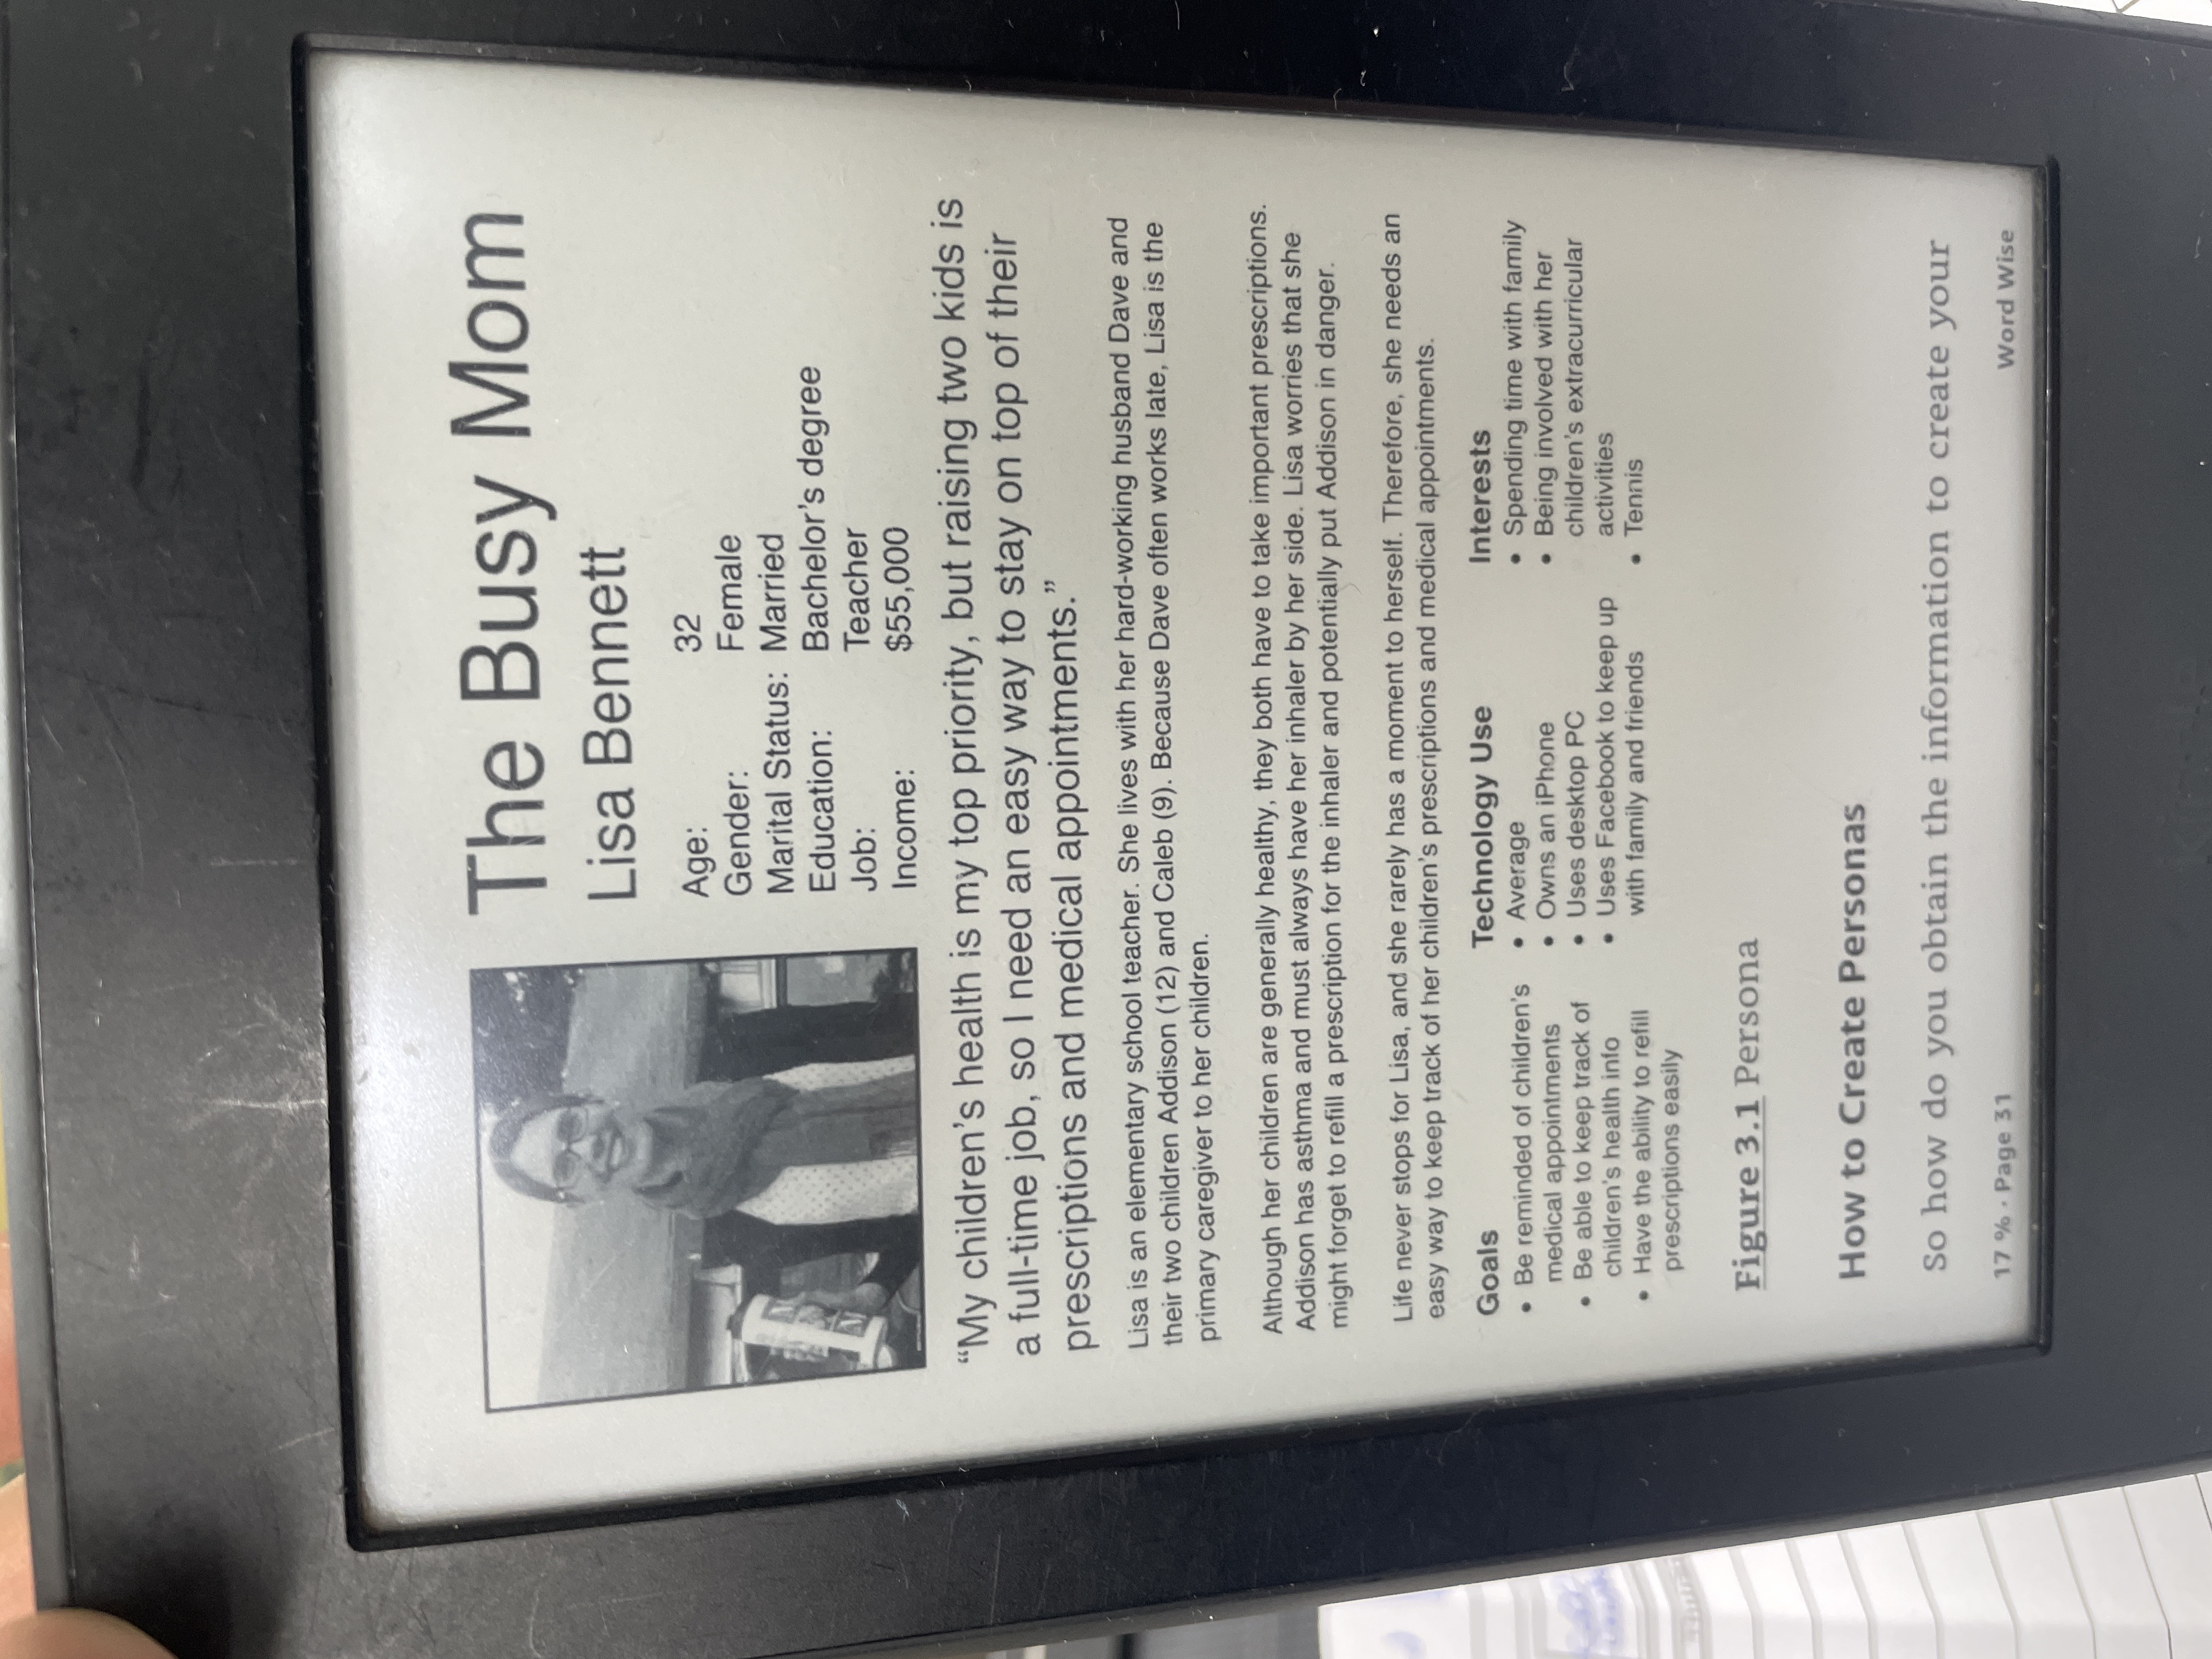 The Busy Mom
Lisa Bennett
Age: 32
Gender: Female
Marital Status: Married
Education: Bachelor's degree
Job: Teacher
Income: $55,000
“My children's health is my top priority, but raising two kids is
a full-time job, so I need an easy way to stay on top of their
prescriptions and medical appointments.”
Lisa is an elementary school teacher. She lives with her hard-working husband Dave and
their two children Addison (12) and Caleb (9). Because Dave often works late, Lisa is the
primary caregiver to her children.
Although her children are generally healthy, they both have to take important prescriptions.
Addison has asthma and must always have her inhaler by her side. Lisa worries that she
might forget to refill a prescription for the inhaler and potentially put Addison in danger.
Life never stops for Lisa, and she rarely has a moment to herself. Therefore, she needs an
easy way to keep track of her children's prescriptions and medical appointments.
Goals
• Be reminded of children's
medical appointments
• Be able to keep track of
children's health info
• Have the ability to refill
prescriptions easily
Technology Use
• Average
• Owns an iPhone
• Uses desktop PC
• Uses Facebook to keep up
with family and friends
Interests
• Spending time with family
• Being involved with her
children's extracurricular
activities
• Tennis
Figure 3.1 Persona
How to Create Personas
So how do you obtain the information to create your
17 % · Page 31
Word Wise